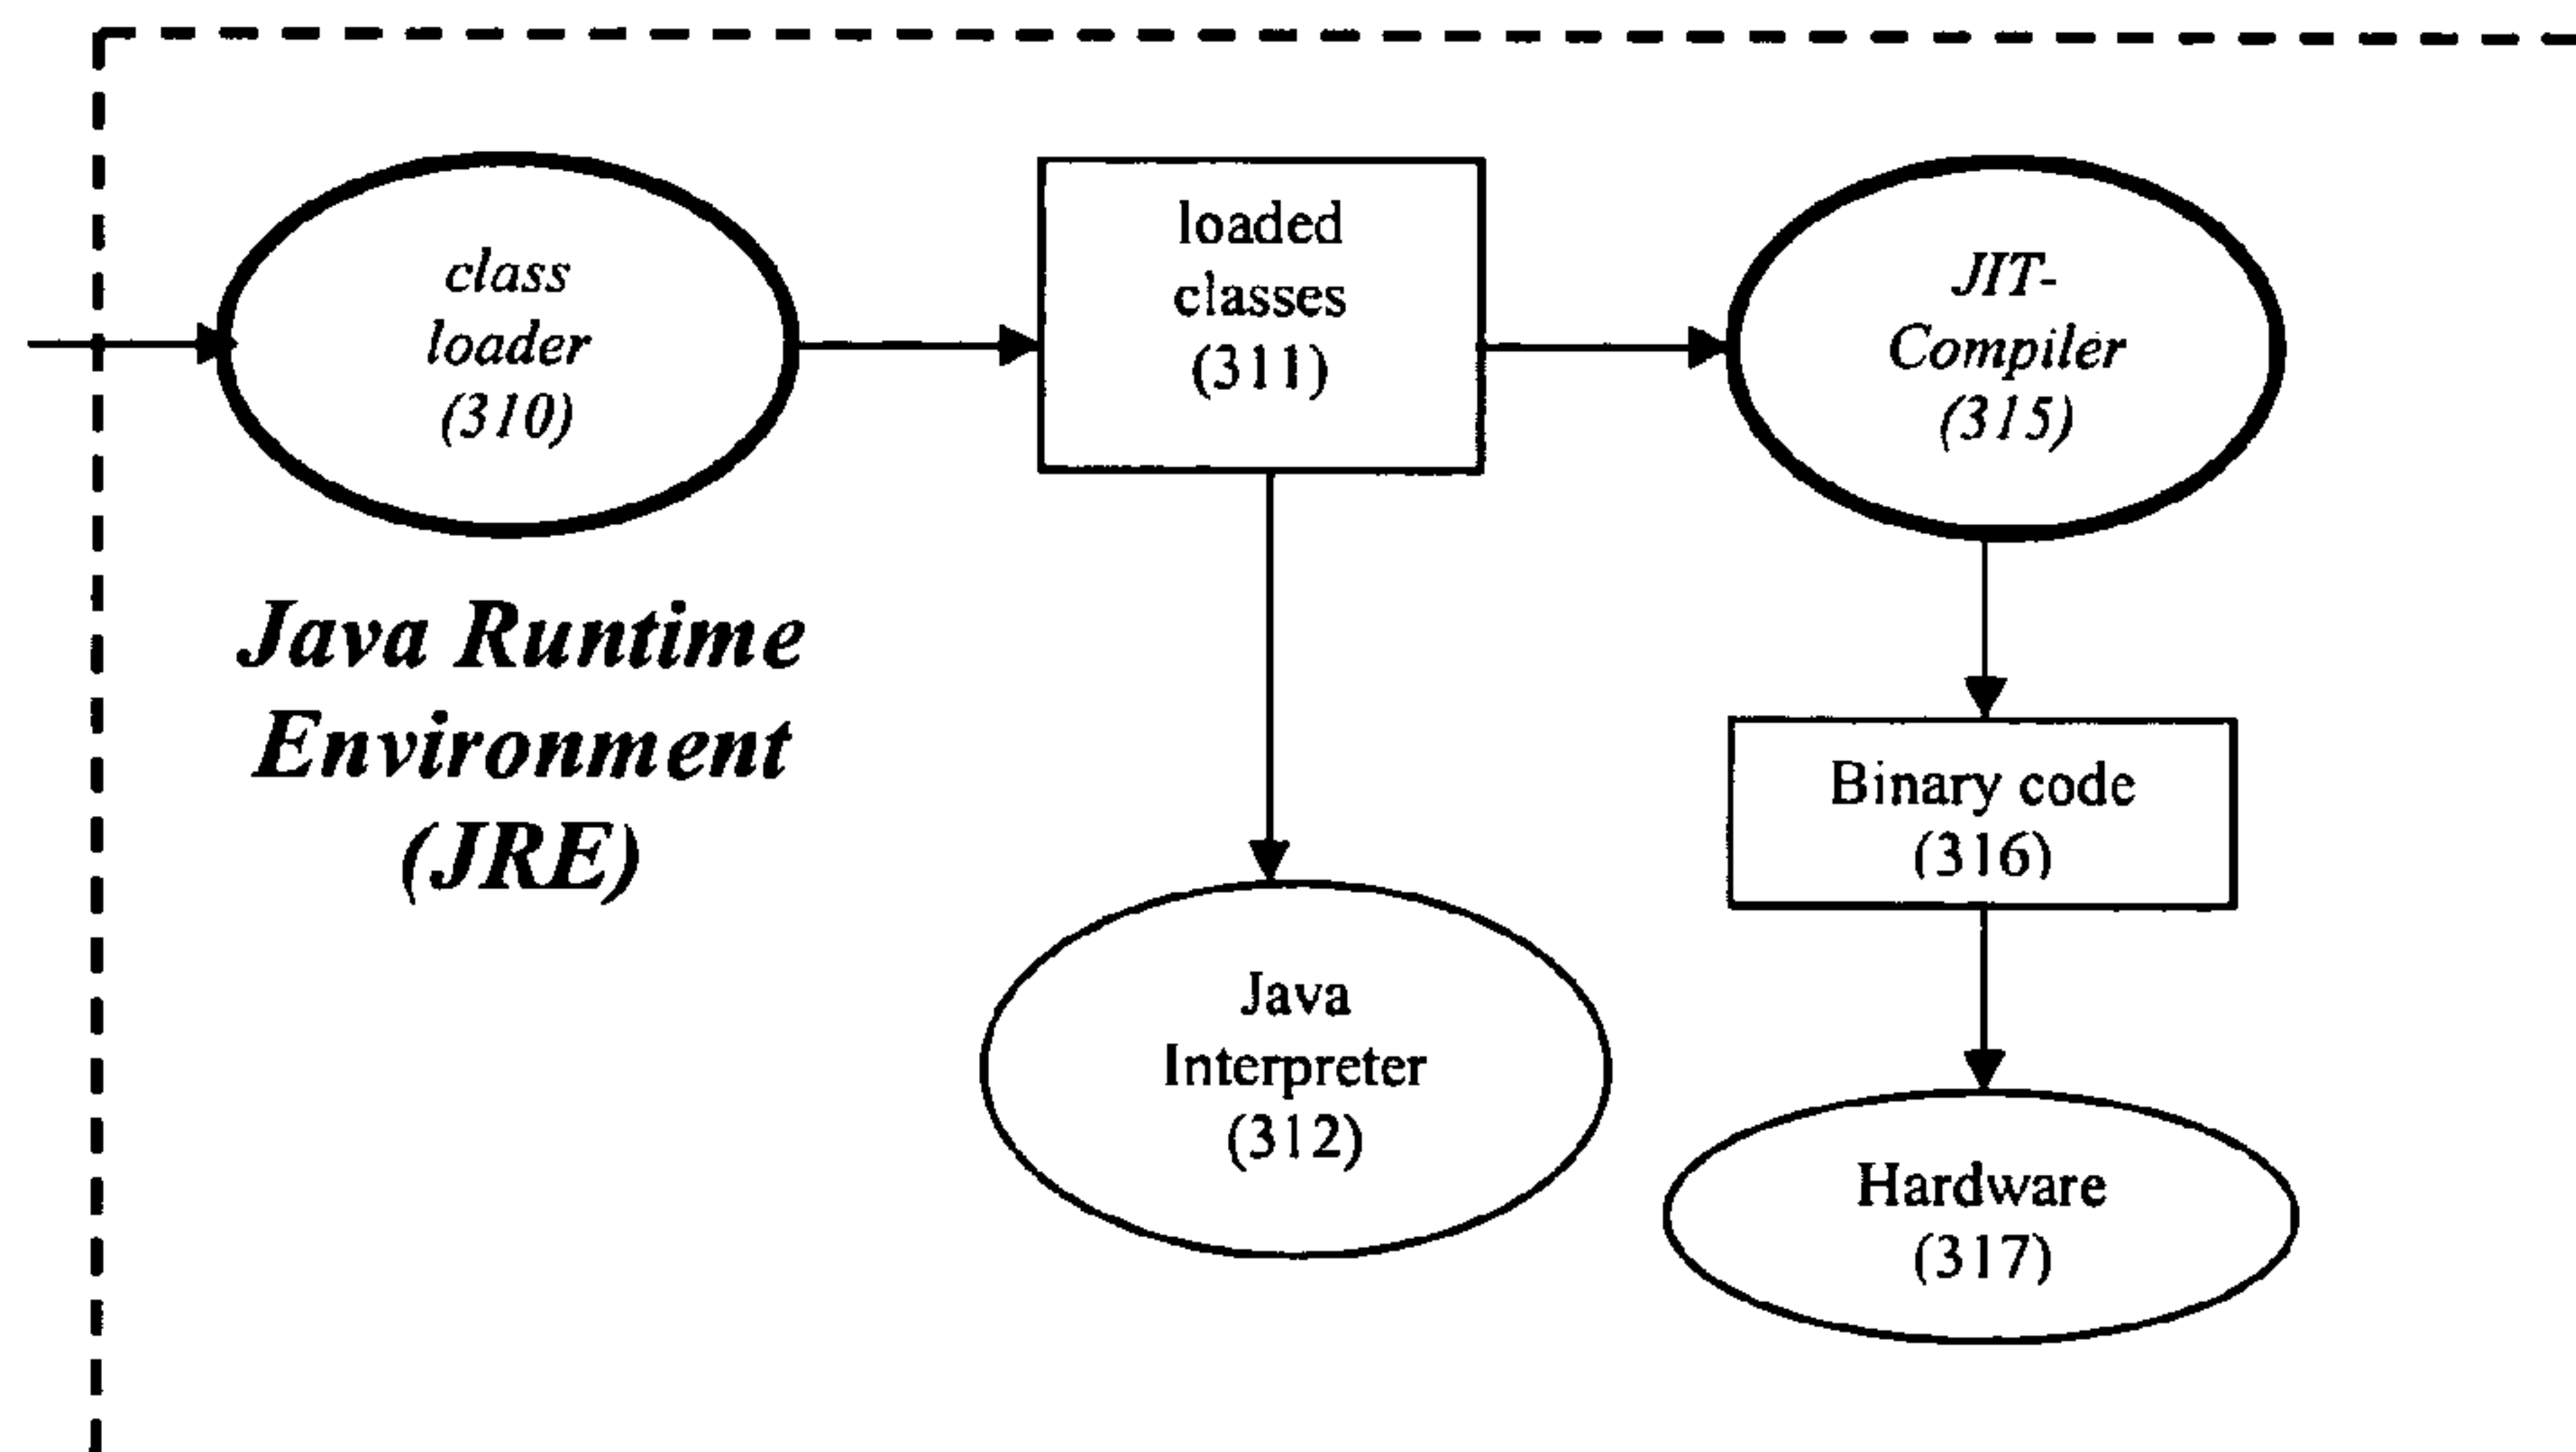 class
loader
(310)
loaded
classes
(311)
JIT-
Compiler
(315)
Java Runtime
Environment
(JRE)
Binary code
(316)
Java
Interpreter
(312)
Hardware
(317)